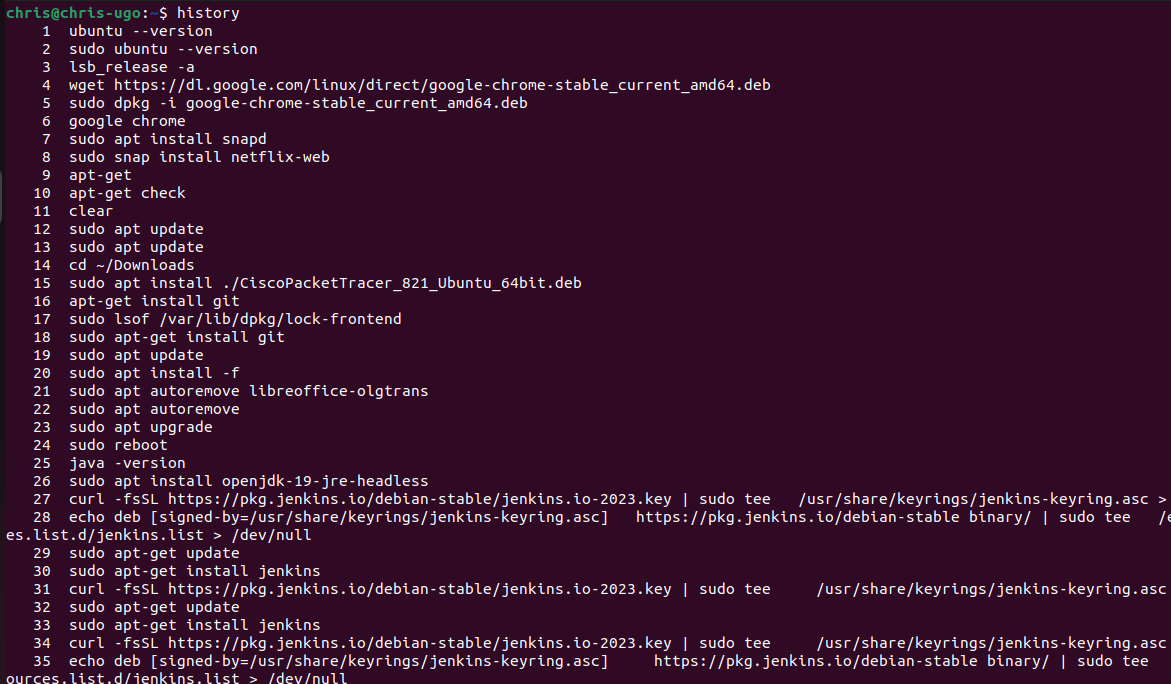 chris@chris-ugo:~$ history
    1  ubuntu --version
    2  sudo ubuntu --version
    3  lsb_release -a
    4  wget https://dl.google.com/linux/direct/google-chrome-stable_current_amd64.deb
    5  sudo dpkg -i google-chrome-stable_current_amd64.deb
    6  google chrome
    7  sudo apt install snapd
    8  sudo snap install netflix-web
    9  apt-get
   10  apt-get check
   11  clear
   12  sudo apt update
   13  sudo apt update
   14  cd ~/Downloads
   15  sudo apt install ./CiscoPacketTracer_821_Ubuntu_64bit.deb
   16  apt-get install git
   17  sudo lsof /var/lib/dpkg/lock-frontend
   18  sudo apt-get install git
   19  sudo apt update
   20  sudo apt install -f
   21  sudo apt autoremove libreoffice-olgtrans
   22  sudo apt autoremove
   23  sudo apt upgrade
   24  sudo reboot
   25  java -version
   26  sudo apt install openjdk-19-jre-headless
   27  curl -fsSL https://pkg.jenkins.io/debian-stable/jenkins.io-2023.key | sudo tee   /usr/share/keyrings/jenkins-keyring.asc >
   28  echo deb [signed-by=/usr/share/keyrings/jenkins-keyring.asc]   https://pkg.jenkins.io/debian-stable binary/ | sudo tee   /e
es.list.d/jenkins.list > /dev/null
   29  sudo apt-get update
   30  sudo apt-get install jenkins
   31  curl -fsSL https://pkg.jenkins.io/debian-stable/jenkins.io-2023.key | sudo tee     /usr/share/keyrings/jenkins-keyring.asc
   32  sudo apt-get update
   33  sudo apt-get install jenkins
   34  curl -fsSL https://pkg.jenkins.io/debian-stable/jenkins.io-2023.key | sudo tee     /usr/share/keyrings/jenkins-keyring.asc
   35  echo deb [signed-by=/usr/share/keyrings/jenkins-keyring.asc]     https://pkg.jenkins.io/debian-stable binary/ | sudo tee
ources.list.d/jenkins.list > /dev/null